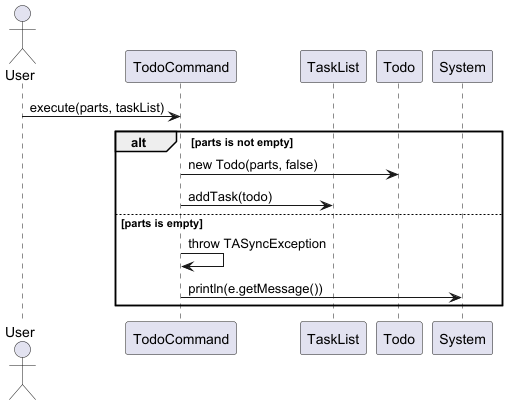 User
TodoCommand
TaskList
Todo
System
execute(parts, taskList)
alt
[parts is not empty]
new Todo(parts, false)
addTask(todo)
[parts is empty]
throw TASyncException
println(e.getMessage())
User
TodoCommand
TaskList
Todo
System